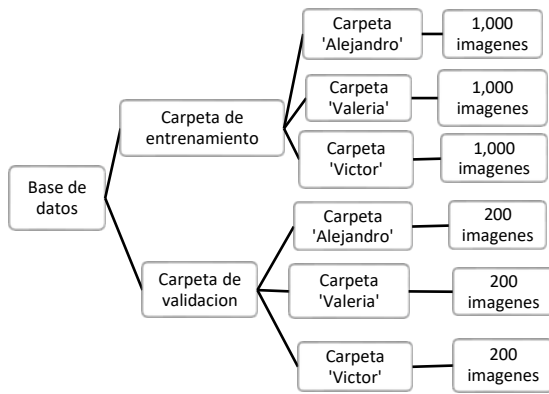 Base de
datos
Carpeta de
entrenamiento
Carpeta
'Alejandro'
1,000
imagenes
Carpeta
'Valeria'
1,000
imagenes
Carpeta
'Victor'
1,000
imagenes
Carpeta de
validacion
Carpeta
'Alejandro'
200
imagenes
Carpeta
'Valeria'
200
imagenes
Carpeta
'Victor'
200
imagenes